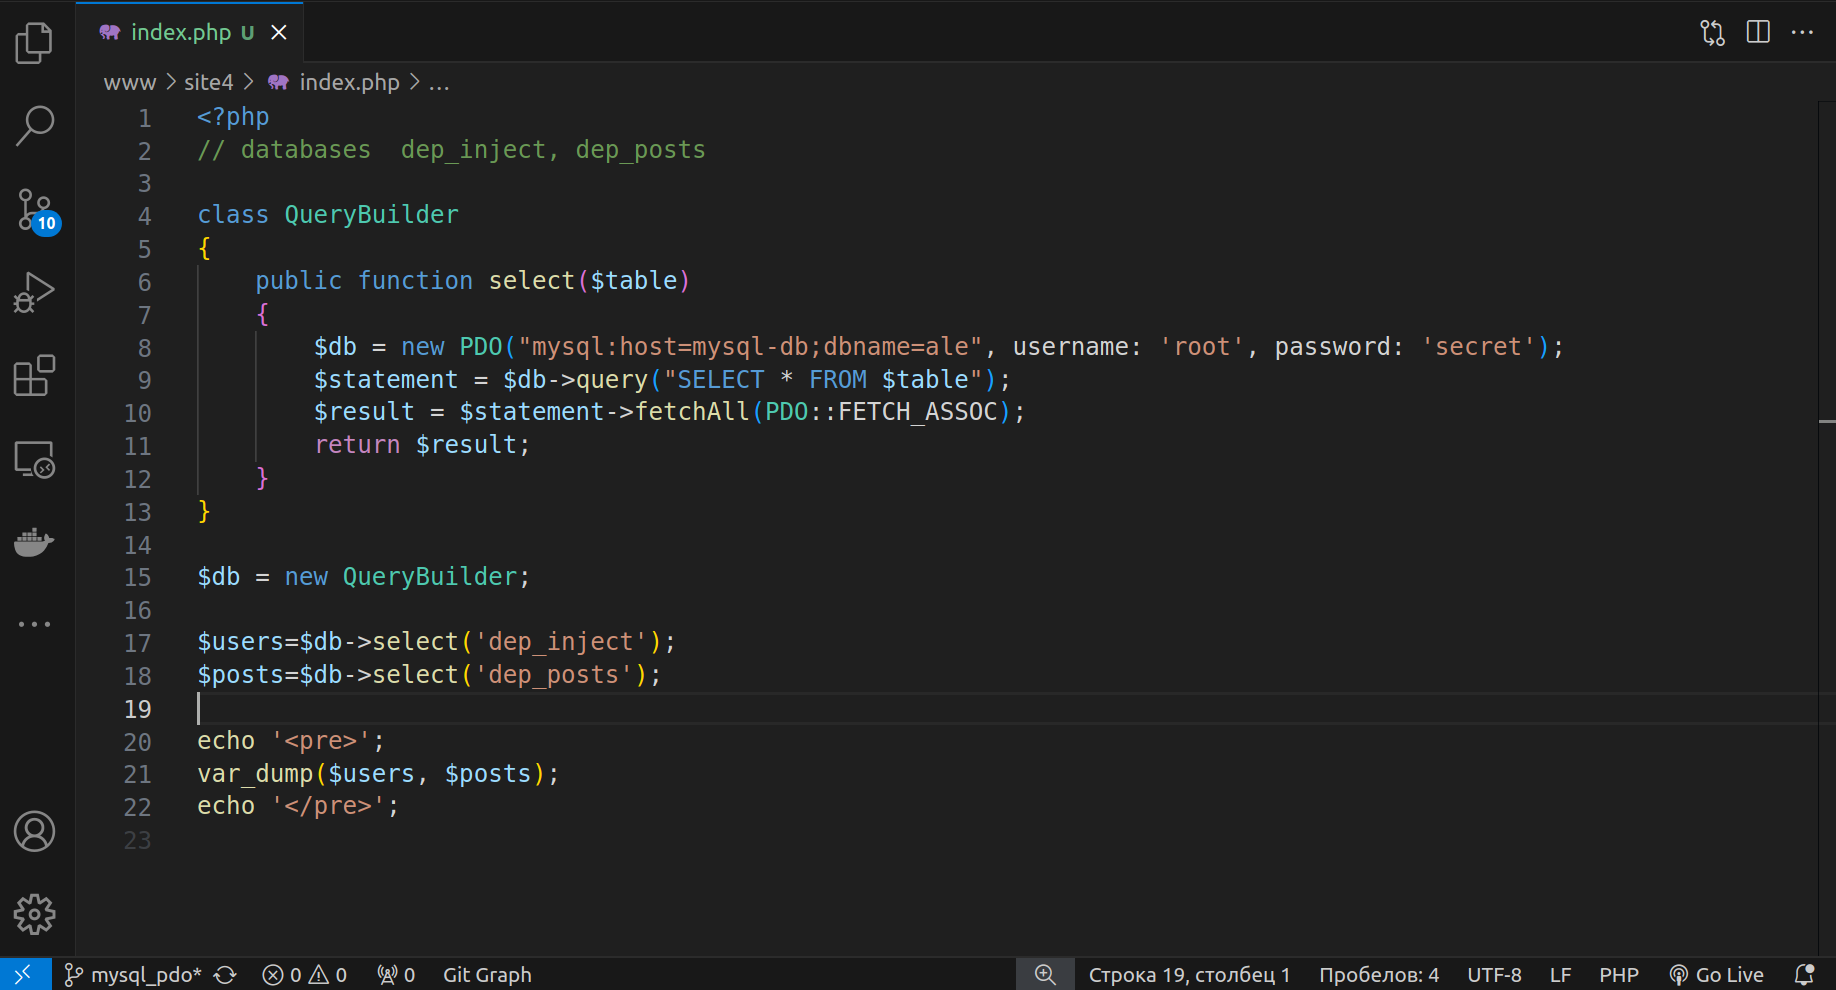 index.php U
www > site4 > index.php > ...
1 <?php
2 // databases  dep_inject, dep_posts
3
4 class QueryBuilder
5 {
6     public function select($table)
7     {
8         $db = new PDO("mysql:host=mysql-db;dbname=ale", username: 'root', password: 'secret');
9         $statement = $db->query("SELECT * FROM $table");
10         $result = $statement->fetchAll(PDO::FETCH_ASSOC);
11         return $result;
12     }
13 }
14
15 $db = new QueryBuilder;
16
17 $users=$db->select('dep_inject');
18 $posts=$db->select('dep_posts');
19
20 echo '<pre>';
21 var_dump($users, $posts);
22 echo '</pre>';
23
10
mysql_pdo* 0 0 0 Git Graph Строка 19, столбец 1 Пробелов: 4 UTF-8 LF PHP Go Live